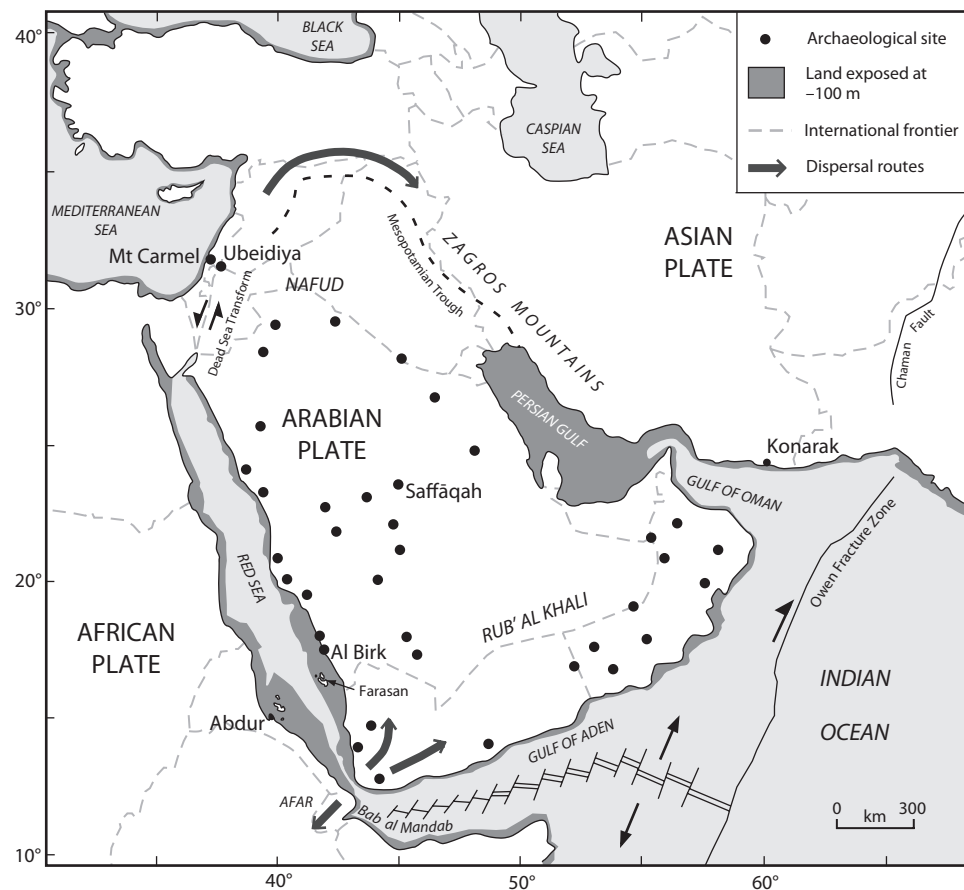 40°
BLACK
SEA
Archaeological site
Land exposed at
–100 m
International frontier
Dispersal routes
CASPIAN
SEA
MEDITERRANEAN
SEA
Mt Carmel
Ubeidiya
ZAGROS MOUNTAINS
Mesopotamian Trough
ASIAN
PLATE
NAFUD
30°
Dead Sea Transform
Chaman Fault
ARABIAN
PLATE
PERSIAN GULF
Konarak
Saffāqah
GULF OF OMAN
Owen Fracture Zone
RED SEA
20°
RUB' AL KHALI
AFRICAN
PLATE
Al Birk
Farasan
INDIAN
OCEAN
Abdur
GULF OF ADEN
AFAR
Bab al Mandab
0 300
km
10°
40°
50°
60°